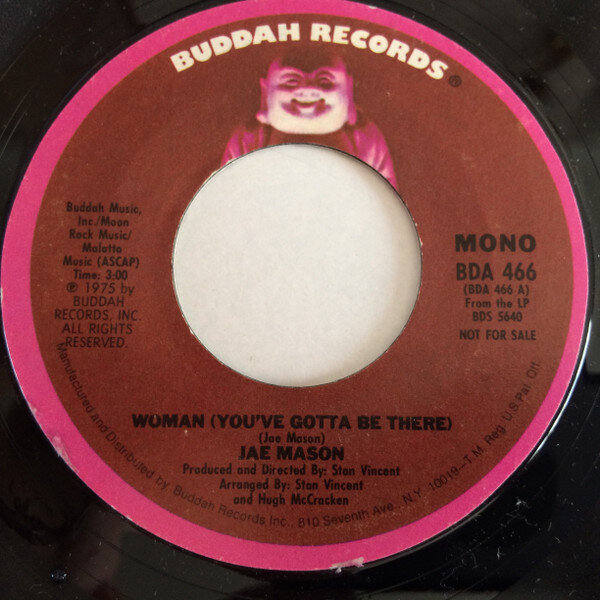 BUDDAH RECORDS®
Buddah Music,
Inc./Moon
Rock Music/
Malotta
Music (ASCAP)
Time: 3:00
℗ 1975 by
BUDDAH
RECORDS, INC.
ALL RIGHTS
RESERVED.
MONO
BDA 466
(BDA 466 A)
From the LP
BDS 5640
NOT FOR SALE
WOMAN (YOU'VE GOTTA BE THERE)
(Jae Mason)
JAE MASON
Produced and Directed By: Stan Vincent
Arranged By: Stan Vincent
and Hugh McCracken
Manufactured and Distributed by Buddah Records Inc., 810 Seventh Ave., N.Y. 10019–T.M. Reg. U.S. Pat. Off.